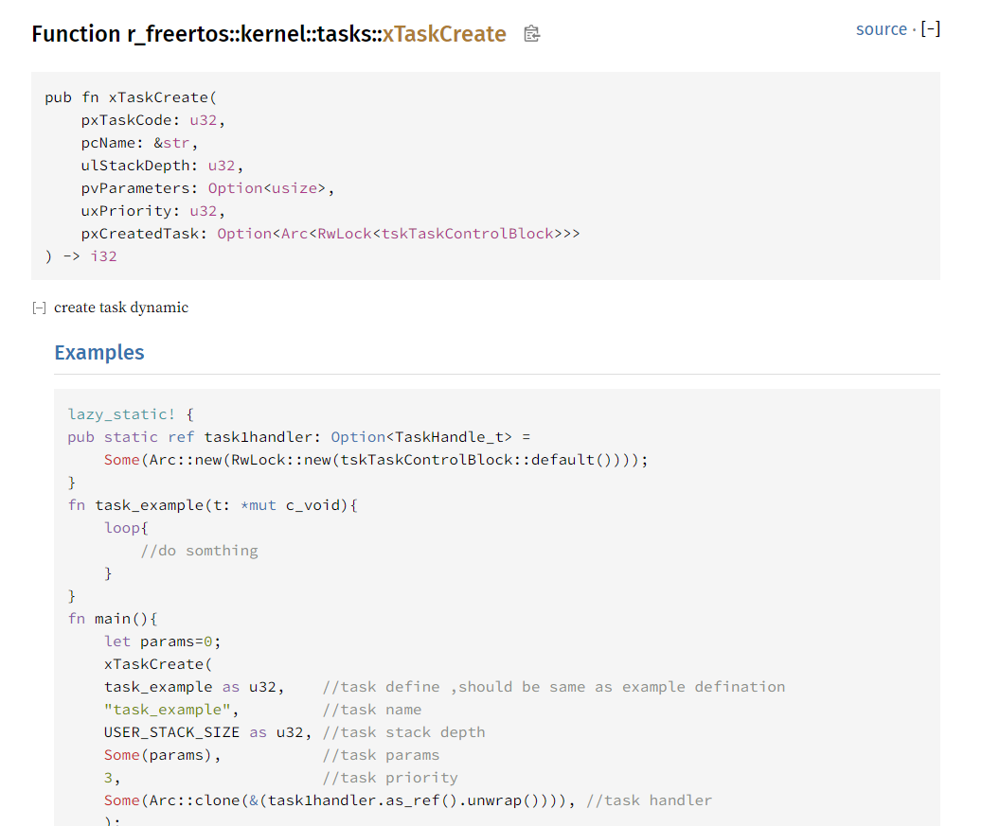 Function r_freertos::kernel::tasks::xTaskCreate
source · [-]
pub fn xTaskCreate(
    pxTaskCode: u32,
    pcName: &str,
    ulStackDepth: u32,
    pvParameters: Option<usize>,
    uxPriority: u32,
    pxCreatedTask: Option<Arc<RwLock<tskTaskControlBlock>>>
) -> i32
[-] create task dynamic
Examples
lazy_static! {
pub static ref task1handler: Option<TaskHandle_t> =
    Some(Arc::new(RwLock::new(tskTaskControlBlock::default())));
}
fn task_example(t: *mut c_void){
    loop{
        //do somthing
    }
}
fn main(){
    let params=0;
    xTaskCreate(
    task_example as u32,    //task define ,should be same as example defination
    "task_example",         //task name
    USER_STACK_SIZE as u32, //task stack depth
    Some(params),           //task params
    3,                      //task priority
    Some(Arc::clone(&(task1handler.as_ref().unwrap()))), //task handler
    );